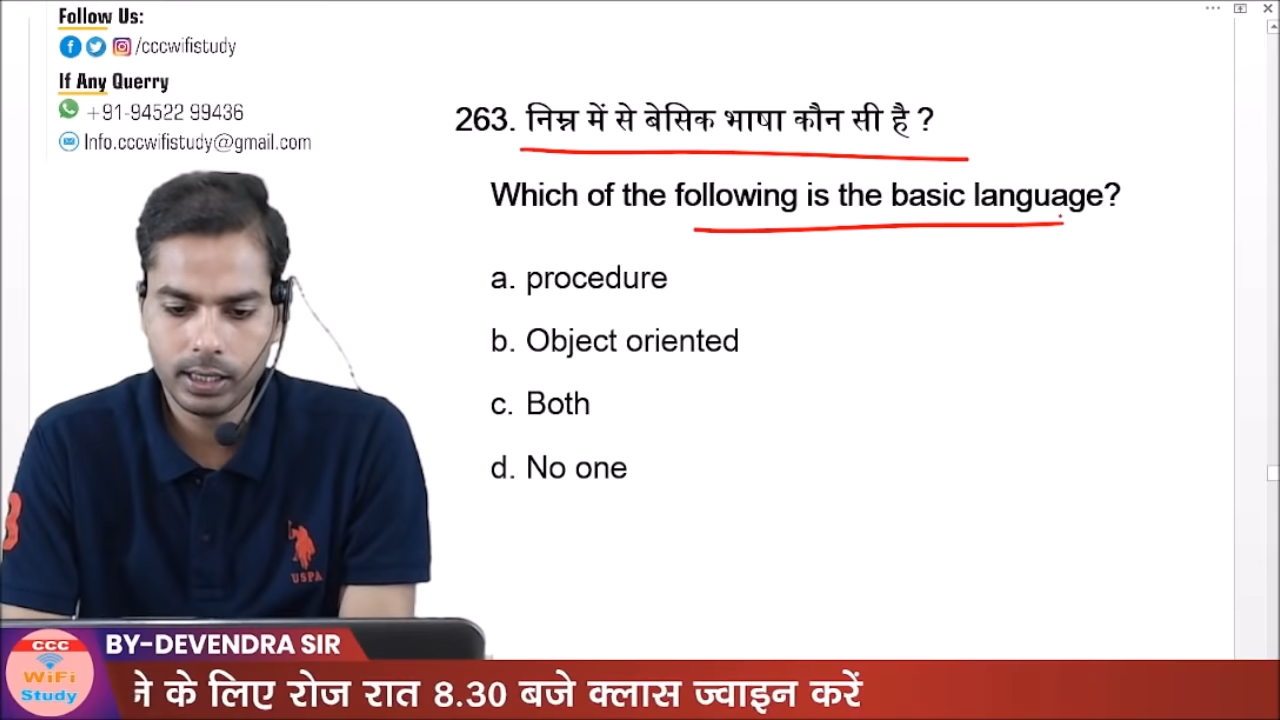 Follow Us:
/cccwifistudy
If Any Querry
+91-94522 99436
Info.cccwifistudy@gmail.com
263. निम्न में से बेसिक भाषा कौन सी है ?
Which of the following is the basic language?
a. procedure
b. Object oriented
c. Both
d. No one
USPA
CCC
WiFi
Study
BY-DEVENDRA SIR
के लिए रोज रात 8.30 बजे क्लास ज्वाइन करें